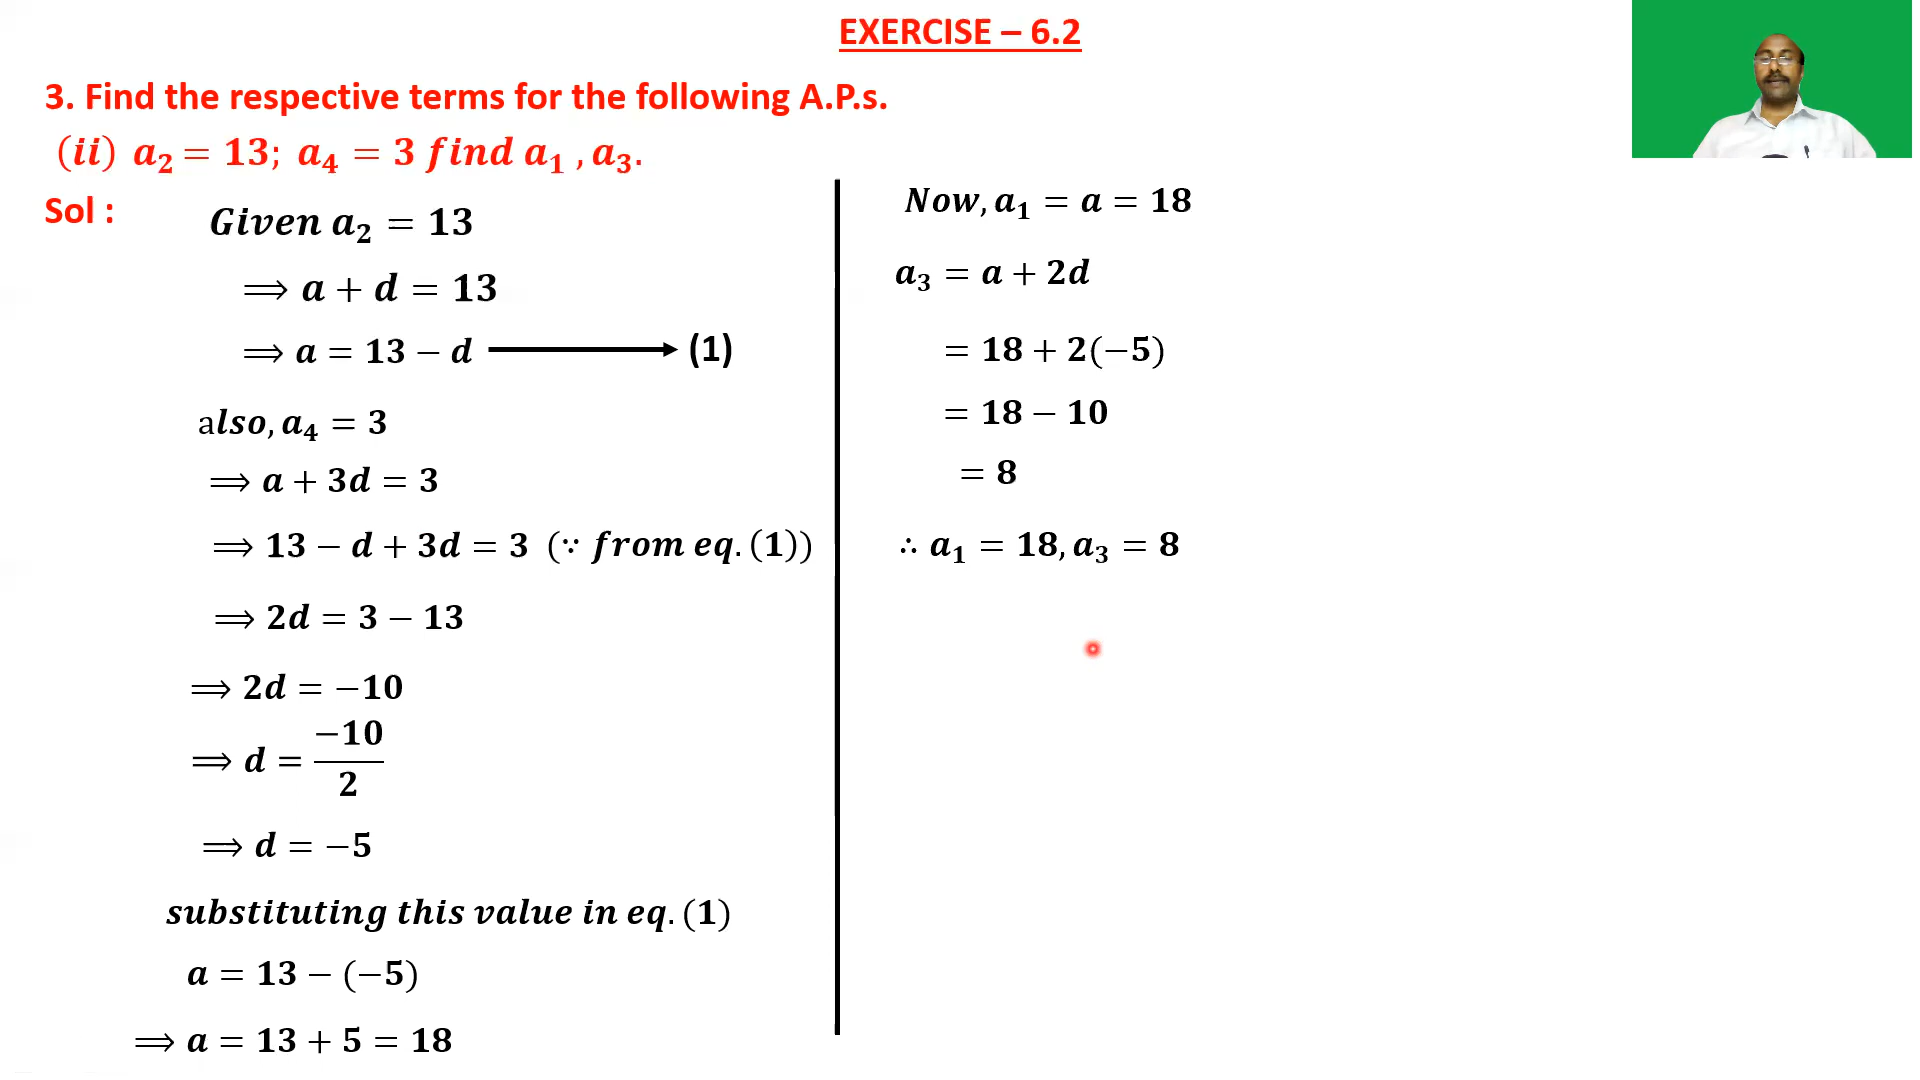 EXERCISE – 6.2
3. Find the respective terms for the following A.P.s.
(ii) a₂ = 13; a₄ = 3 find a₁ , a₃.
Sol :
Given a₂ = 13
⟹ a + d = 13
⟹ a = 13 − d ⟶ (1)
also, a₄ = 3
⟹ a + 3d = 3
⟹ 13 − d + 3d = 3 (∵ from eq. (1))
⟹ 2d = 3 − 13
⟹ 2d = −10
⟹ d = −10/2
⟹ d = −5
substituting this value in eq. (1)
a = 13 − (−5)
⟹ a = 13 + 5 = 18
Now, a₁ = a = 18
a₃ = a + 2d
= 18 + 2(−5)
= 18 − 10
= 8
∴ a₁ = 18, a₃ = 8